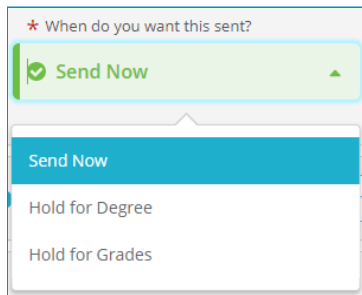 * When do you want this sent?
Send Now
Send Now
Hold for Degree
Hold for Grades